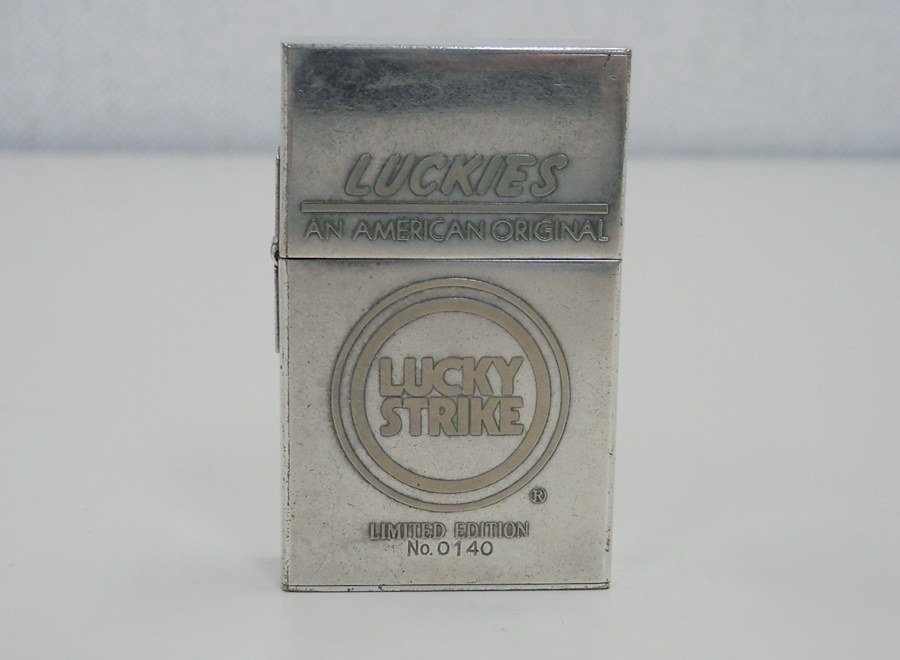 LUCKIES
AN AMERICAN ORIGINAL
LUCKY
STRIKE
®
LIMITED EDITION
No. 0140